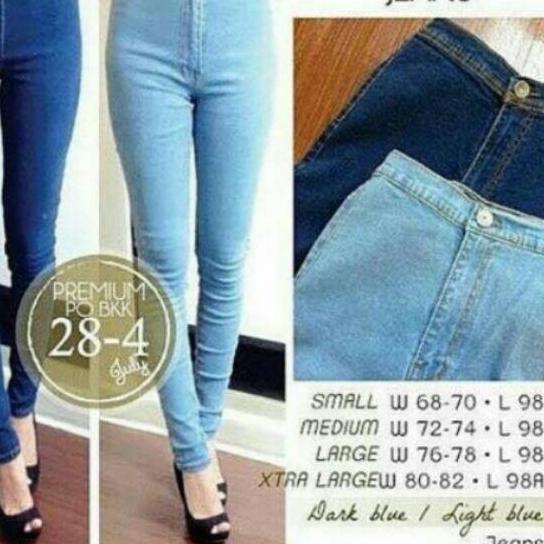 PREMIUM
PO BKK
28-4
July
SMALL W 68-70 • L 98
MEDIUM W 72-74 • L 98
LARGE W 76-78 • L 98
XTRA LARGEW 80-82 • L 98A
Dark blue / Light blue